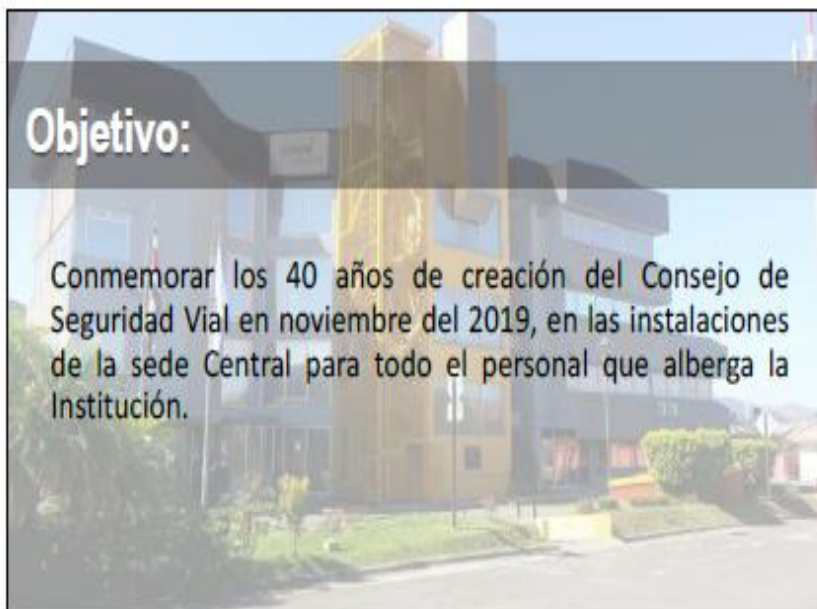 Objetivo:
Conmemorar los 40 años de creación del Consejo de
Seguridad Vial en noviembre del 2019, en las instalaciones
de la sede Central para todo el personal que alberga la
Institución.